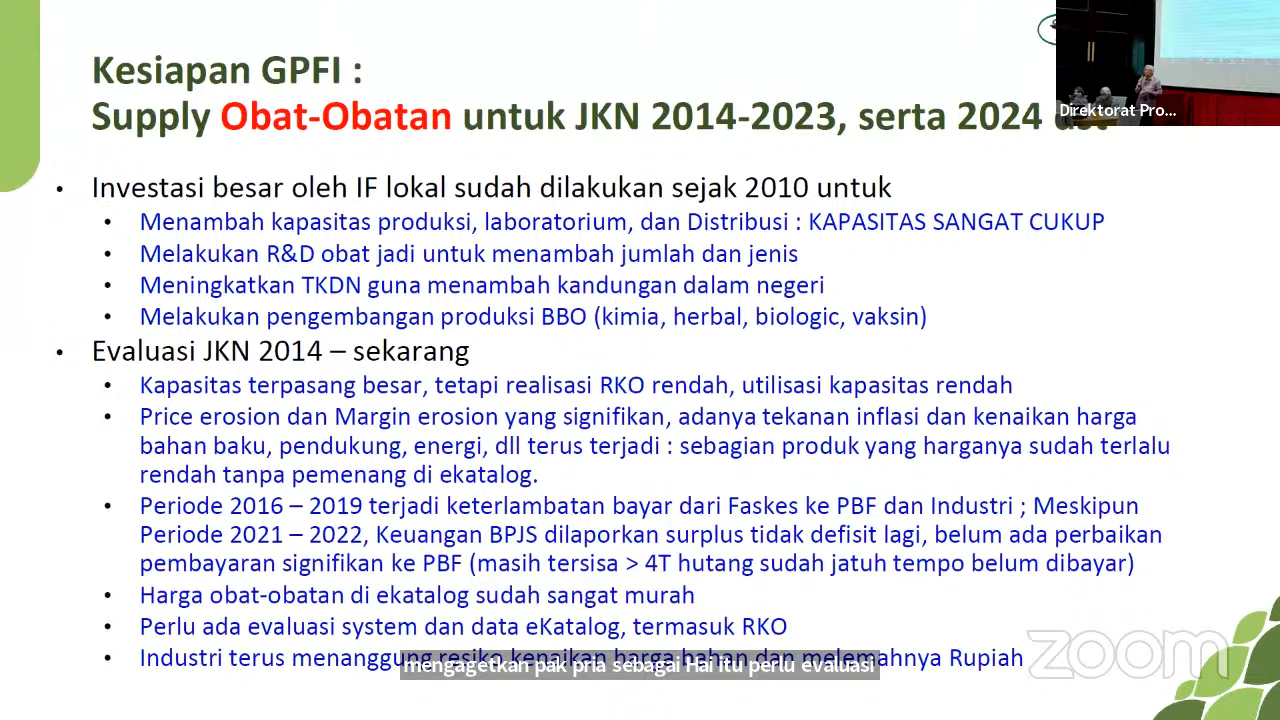 Kesiapan GPFI :
Supply Obat-Obatan untuk JKN 2014-2023, serta 2024
Direktorat Pro...
• Investasi besar oleh IF lokal sudah dilakukan sejak 2010 untuk
• Menambah kapasitas produksi, laboratorium, dan Distribusi : KAPASITAS SANGAT CUKUP
• Melakukan R&D obat jadi untuk menambah jumlah dan jenis
• Meningkatkan TKDN guna menambah kandungan dalam negeri
• Melakukan pengembangan produksi BBO (kimia, herbal, biologic, vaksin)
• Evaluasi JKN 2014 – sekarang
• Kapasitas terpasang besar, tetapi realisasi RKO rendah, utilisasi kapasitas rendah
• Price erosion dan Margin erosion yang signifikan, adanya tekanan inflasi dan kenaikan harga
bahan baku, pendukung, energi, dll terus terjadi : sebagian produk yang harganya sudah terlalu
rendah tanpa pemenang di ekatalog.
• Periode 2016 – 2019 terjadi keterlambatan bayar dari Faskes ke PBF dan Industri ; Meskipun
Periode 2021 – 2022, Keuangan BPJS dilaporkan surplus tidak defisit lagi, belum ada perbaikan
pembayaran signifikan ke PBF (masih tersisa > 4T hutang sudah jatuh tempo belum dibayar)
• Harga obat-obatan di ekatalog sudah sangat murah
• Perlu ada evaluasi system dan data eKatalog, termasuk RKO
• Industri terus menanggung resiko kenaikan harga bahan dan melemahnya Rupiah
mengagetkan pak pria sebagai Hai itu perlu evaluasi
zoom